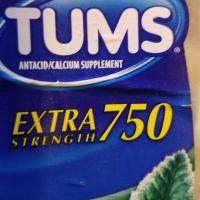 TUMS®
ANTACID/CALCIUM SUPPLEMENT
EXTRA 750
STRENGTH